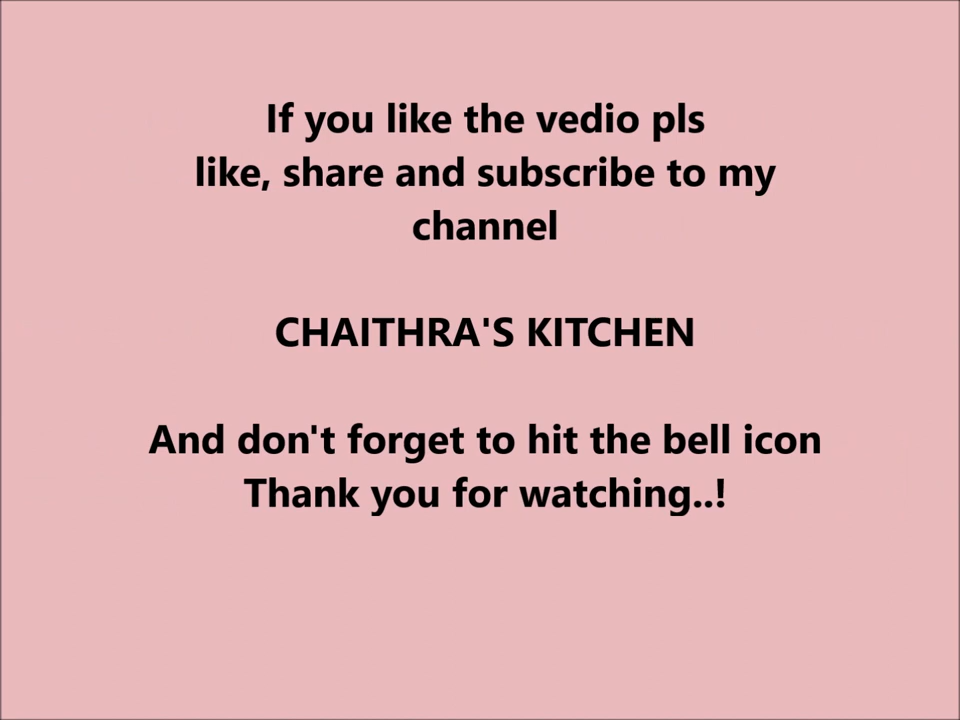 If you like the vedio pls
like, share and subscribe to my
channel
CHAITHRA'S KITCHEN
And don't forget to hit the bell icon
Thank you for watching..!